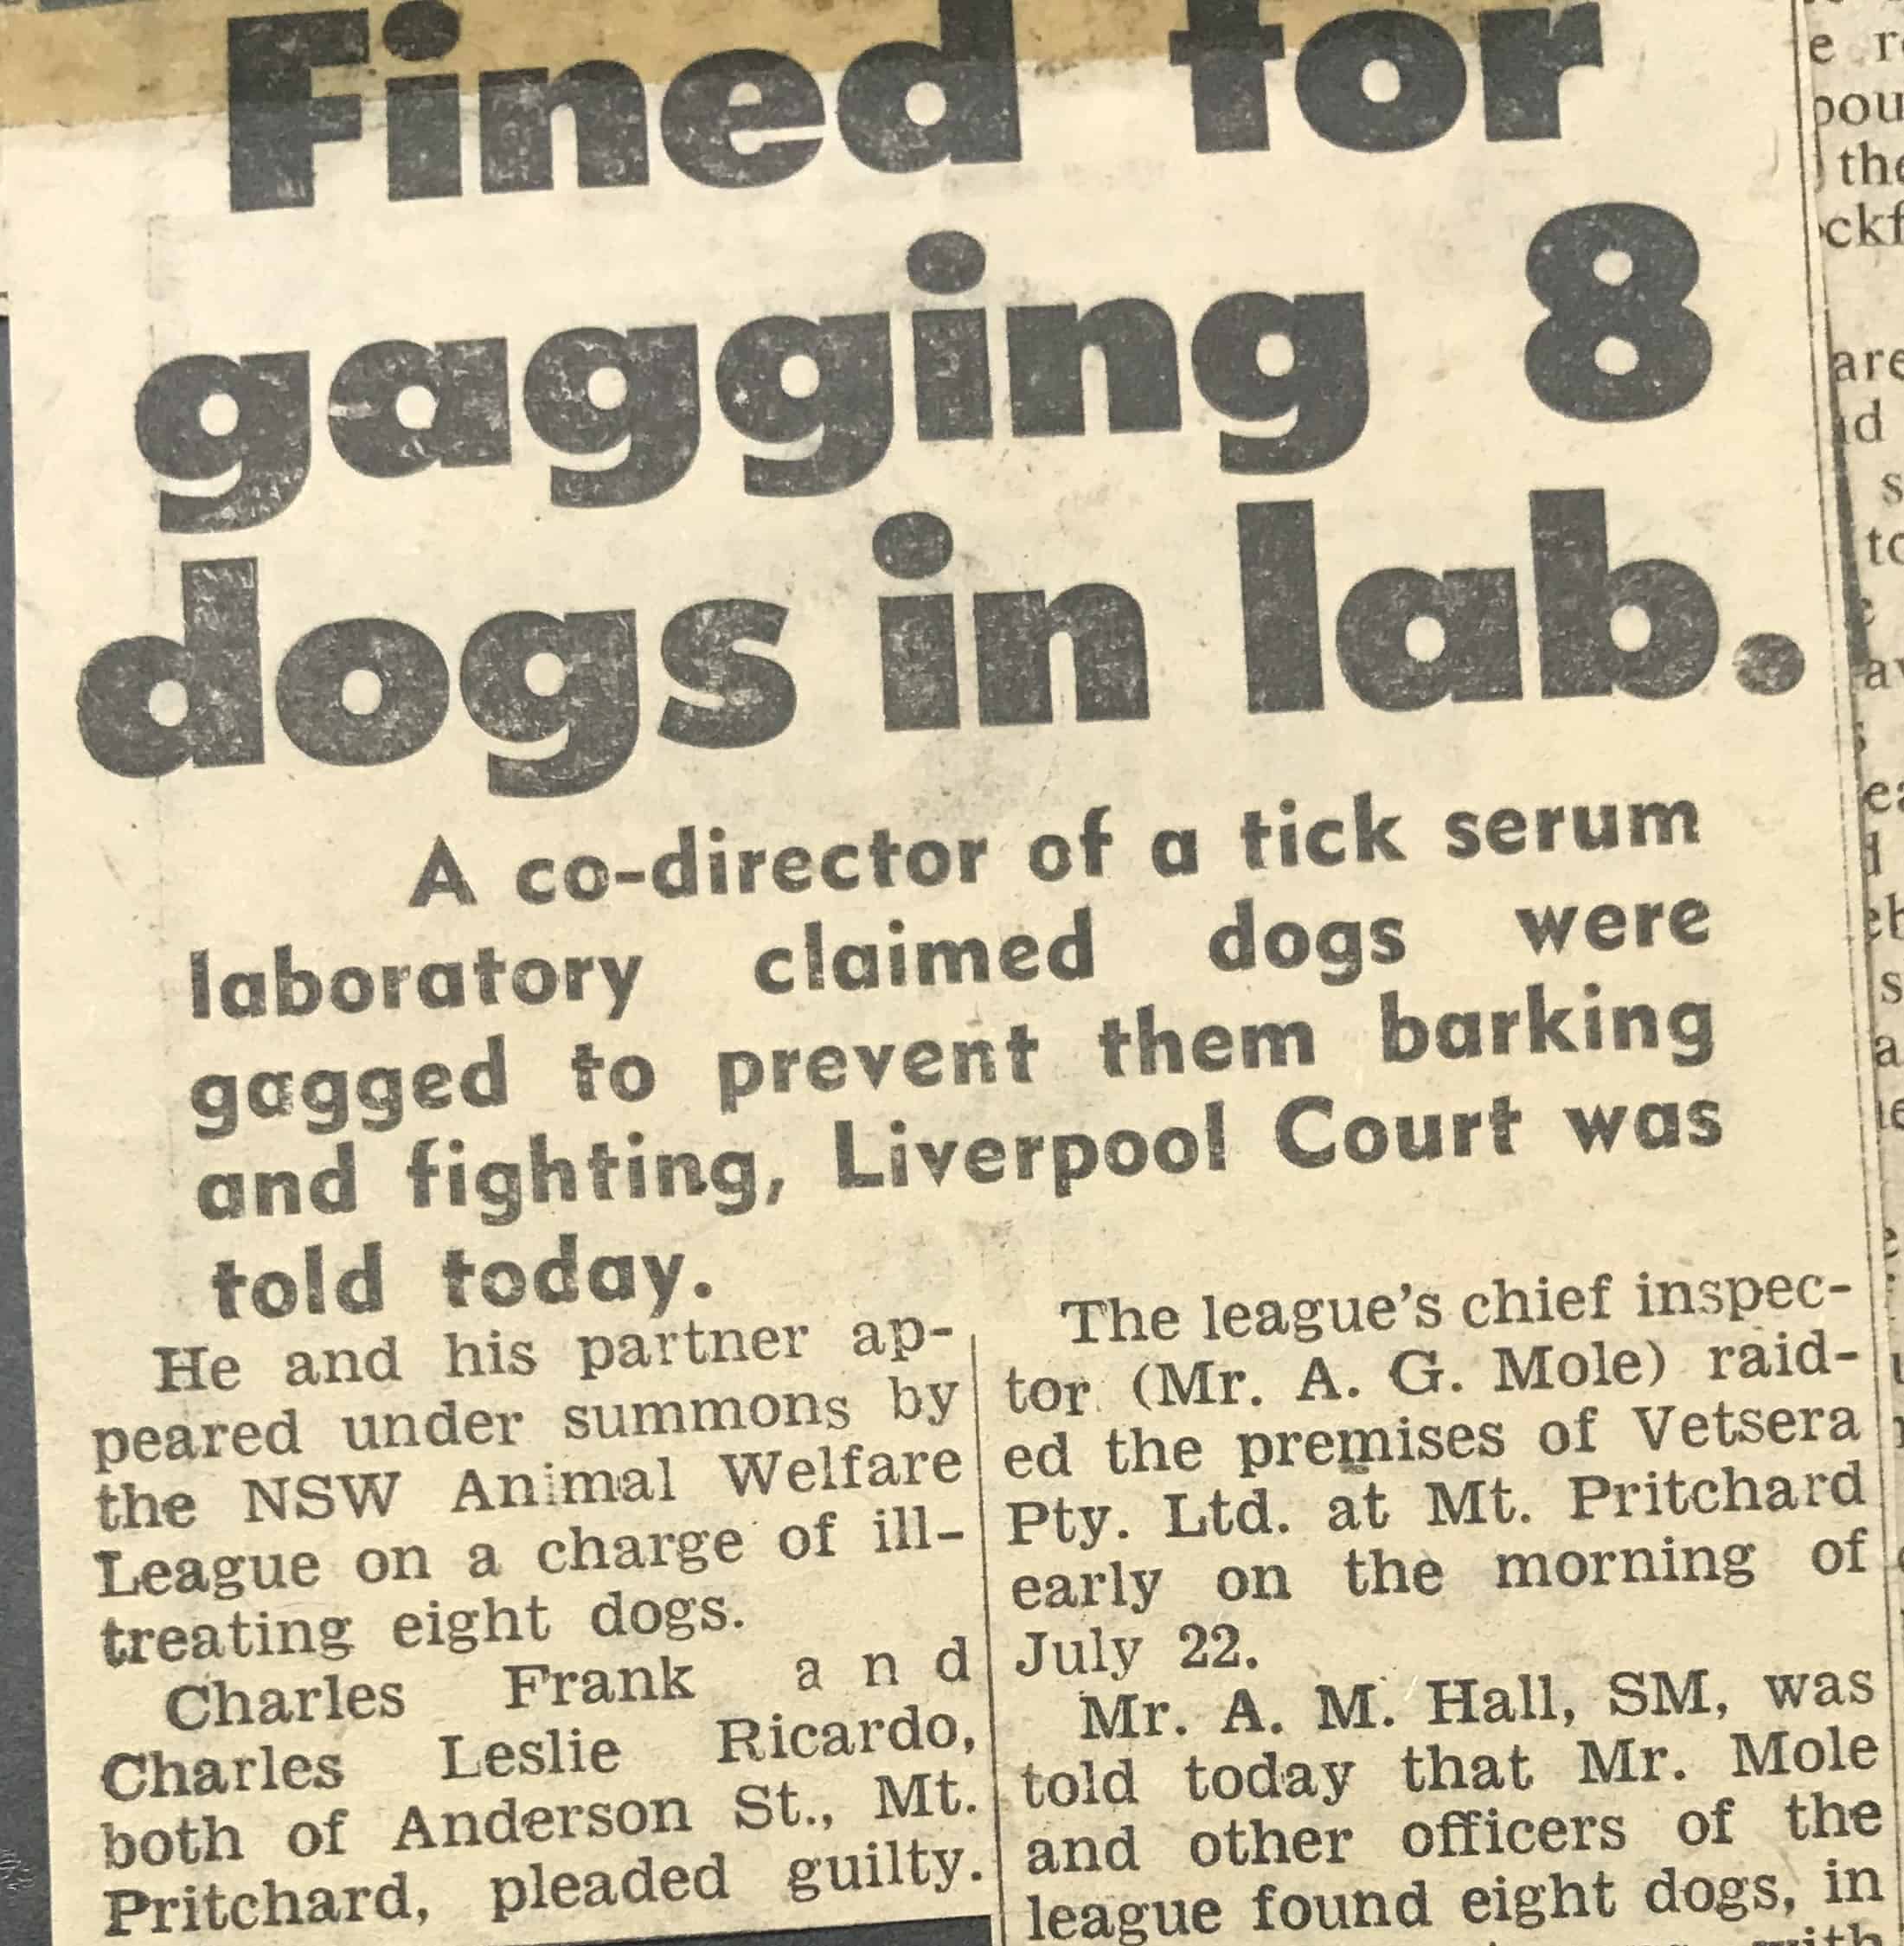 Fined for
gagging 8
dogs in lab.
A co-director of a tick serum
laboratory claimed dogs were
gagged to prevent them barking
and fighting, Liverpool Court was
told today.
He and his partner ap-
peared under summons by
the NSW Animal Welfare
League on a charge of ill-
treating eight dogs.
Charles Frank and
Charles Leslie Ricardo,
both of Anderson St., Mt.
Pritchard, pleaded guilty.
The league's chief inspec-
tor (Mr. A. G. Mole) raid-
ed the premises of Vetsera
Pty. Ltd. at Mt. Pritchard
early on the morning of
July 22.
Mr. A. M. Hall, SM, was
told today that Mr. Mole
and other officers of the
league found eight dogs, in
with